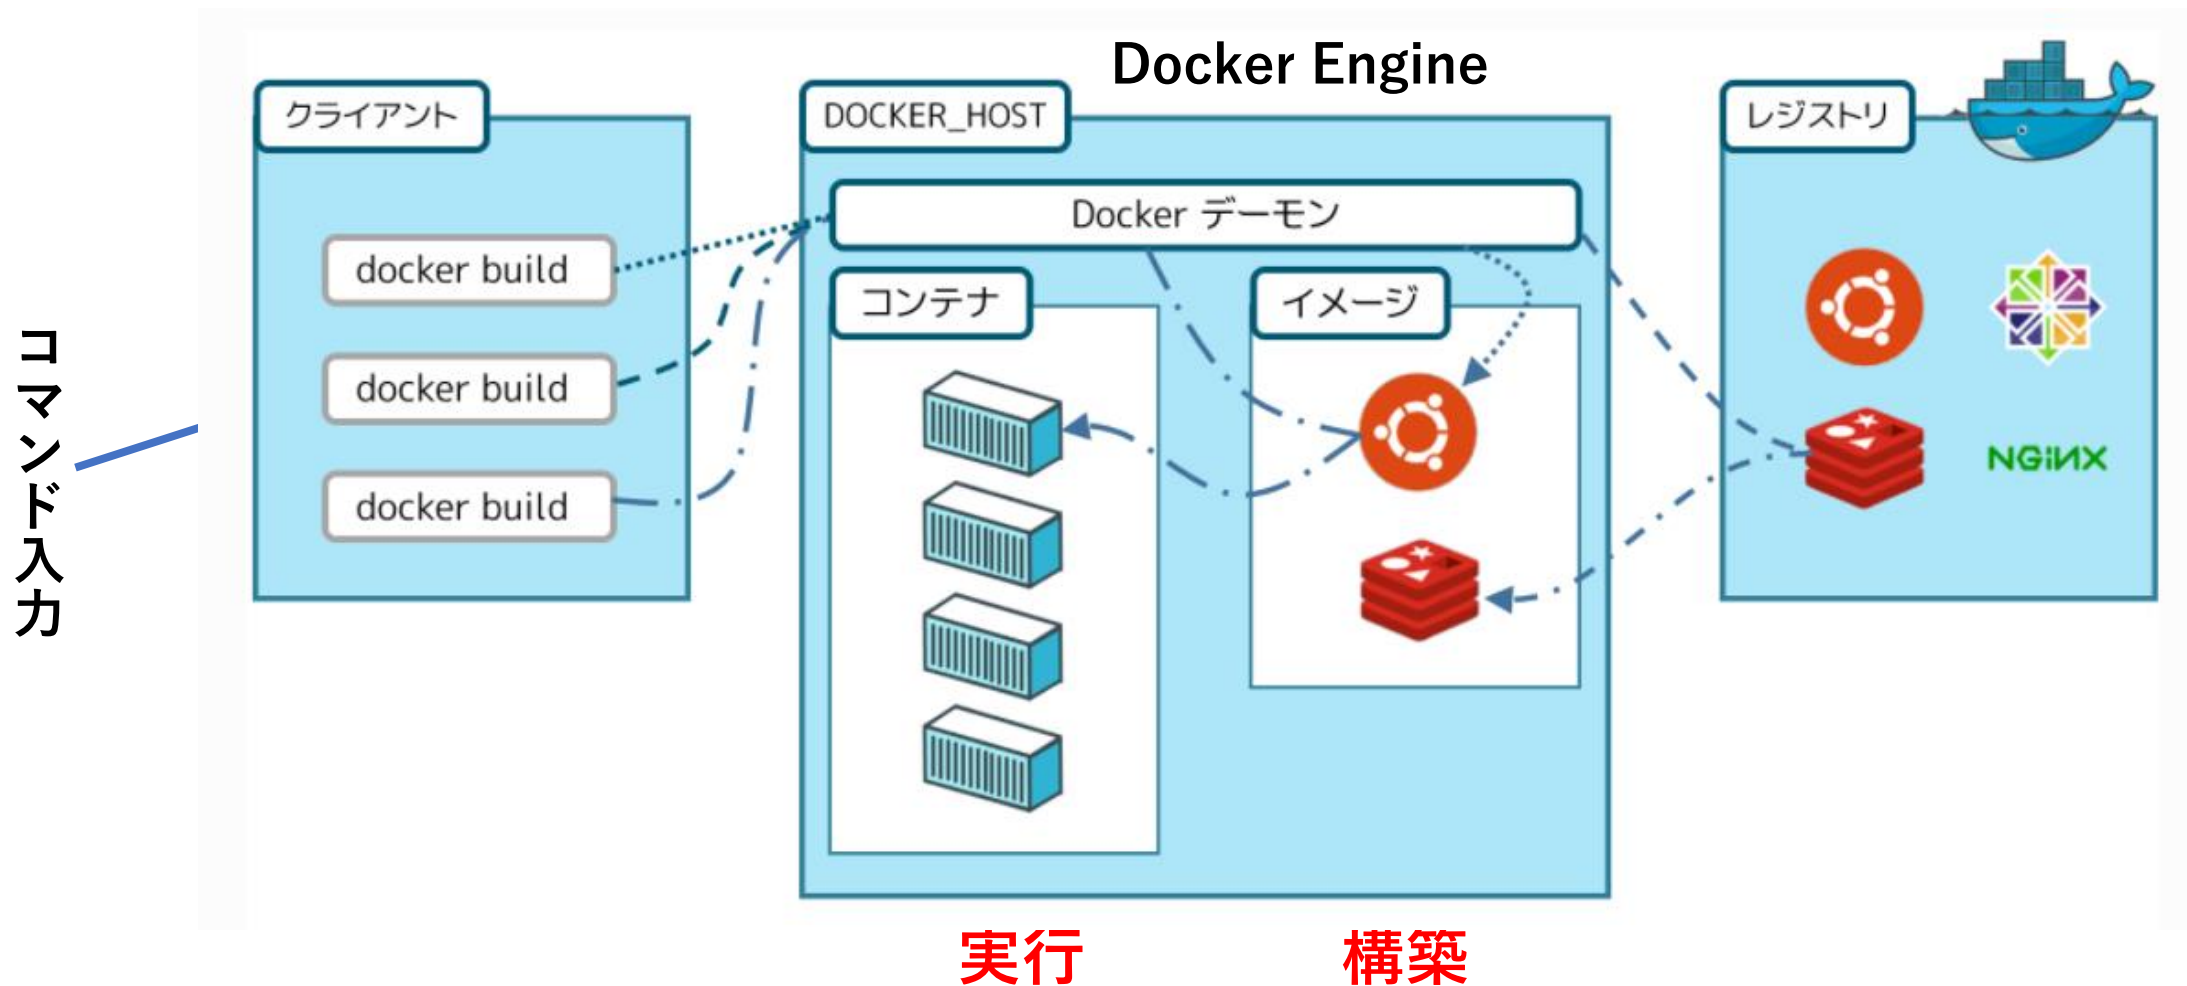 Docker Engine
クライアント
DOCKER_HOST
レジストリ
Docker デーモン
docker build
コンテナ
イメージ
docker build
docker build
コマンド入力
NGiNX
実行
構築